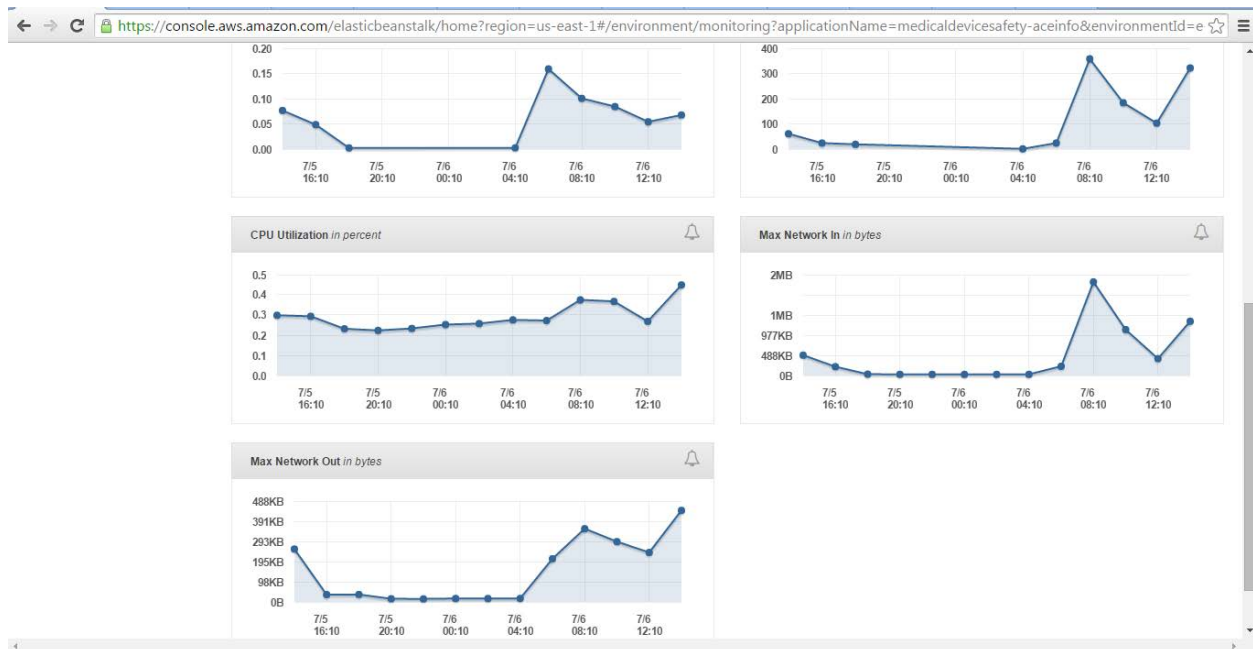 https://console.aws.amazon.com/elasticbeanstalk/home?region=us-east-1#/environment/monitoring?applicationName=medicaldevicesafety-aceinfo&environmentId=e
0.20
0.15
0.10
0.05
0.00
7/5 7/5 7/6 7/6 7/6 7/6
16:10 20:10 00:10 04:10 08:10 12:10
400
300
200
100
0
7/5 7/5 7/6 7/6 7/6 7/6
16:10 20:10 00:10 04:10 08:10 12:10
CPU Utilization in percent
0.5
0.4
0.3
0.2
0.1
0.0
7/5 7/5 7/6 7/6 7/6 7/6
16:10 20:10 00:10 04:10 08:10 12:10
Max Network In in bytes
2MB
1MB
977KB
488KB
0B
7/5 7/5 7/6 7/6 7/6 7/6
16:10 20:10 00:10 04:10 08:10 12:10
Max Network Out in bytes
488KB
391KB
293KB
195KB
98KB
0B
7/5 7/5 7/6 7/6 7/6 7/6
16:10 20:10 00:10 04:10 08:10 12:10